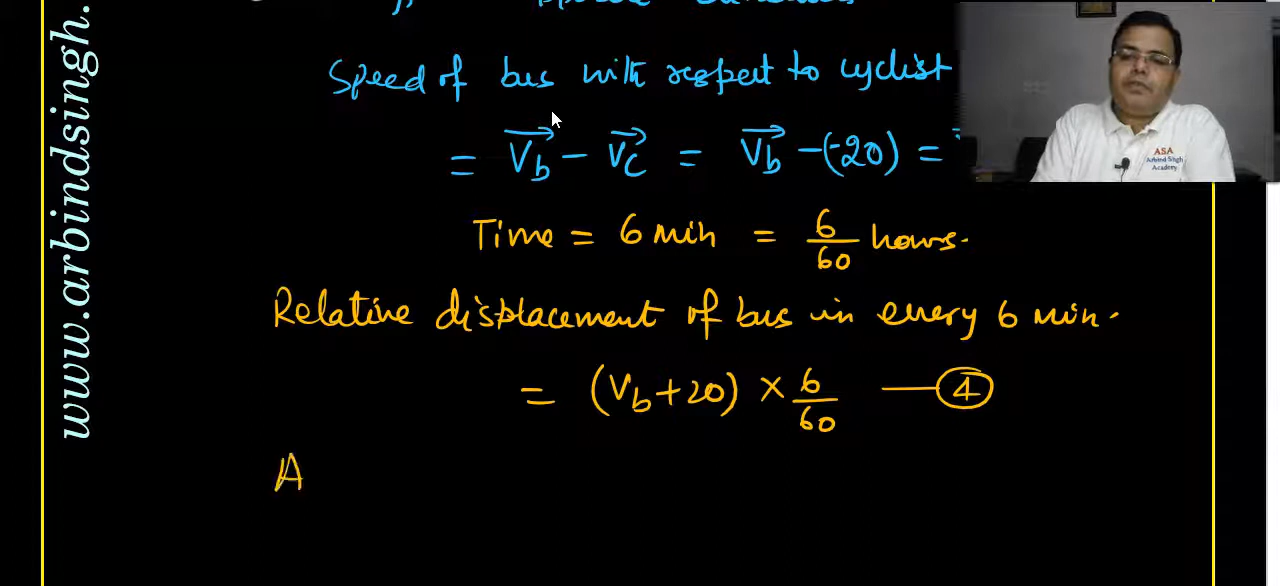 Speed of bus with respect to cyclist
= V⃗b – V⃗c = V⃗b –(–20) =
Time = 6 min = 6/60 hours.
Relative displacement of bus in every 6 min.
= (Vb + 20) × 6/60 — ④
A
www.arbindsingh.
ASA
Arbind Singh
Academy